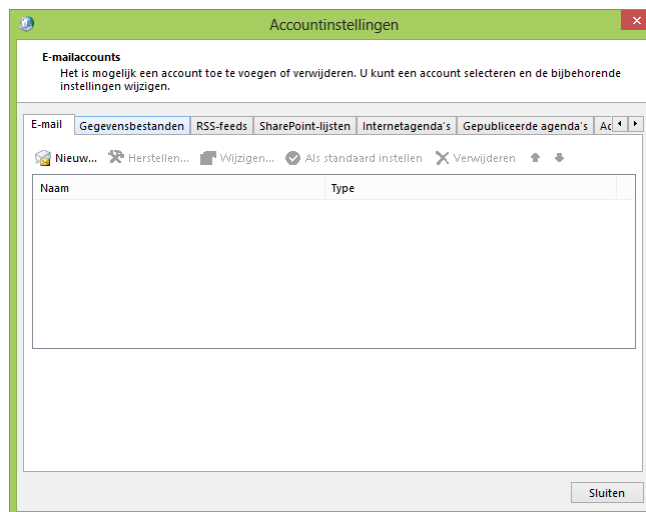 Accountinstellingen
E-mailaccounts
Het is mogelijk een account toe te voegen of verwijderen. U kunt een account selecteren en de bijbehorende
instellingen wijzigen.
E-mail Gegevensbestanden RSS-feeds SharePoint-lijsten Internetagenda's Gepubliceerde agenda's
Nieuw... Herstellen... Wijzigen... Als standaard instellen Verwijderen
Naam Type
Sluiten